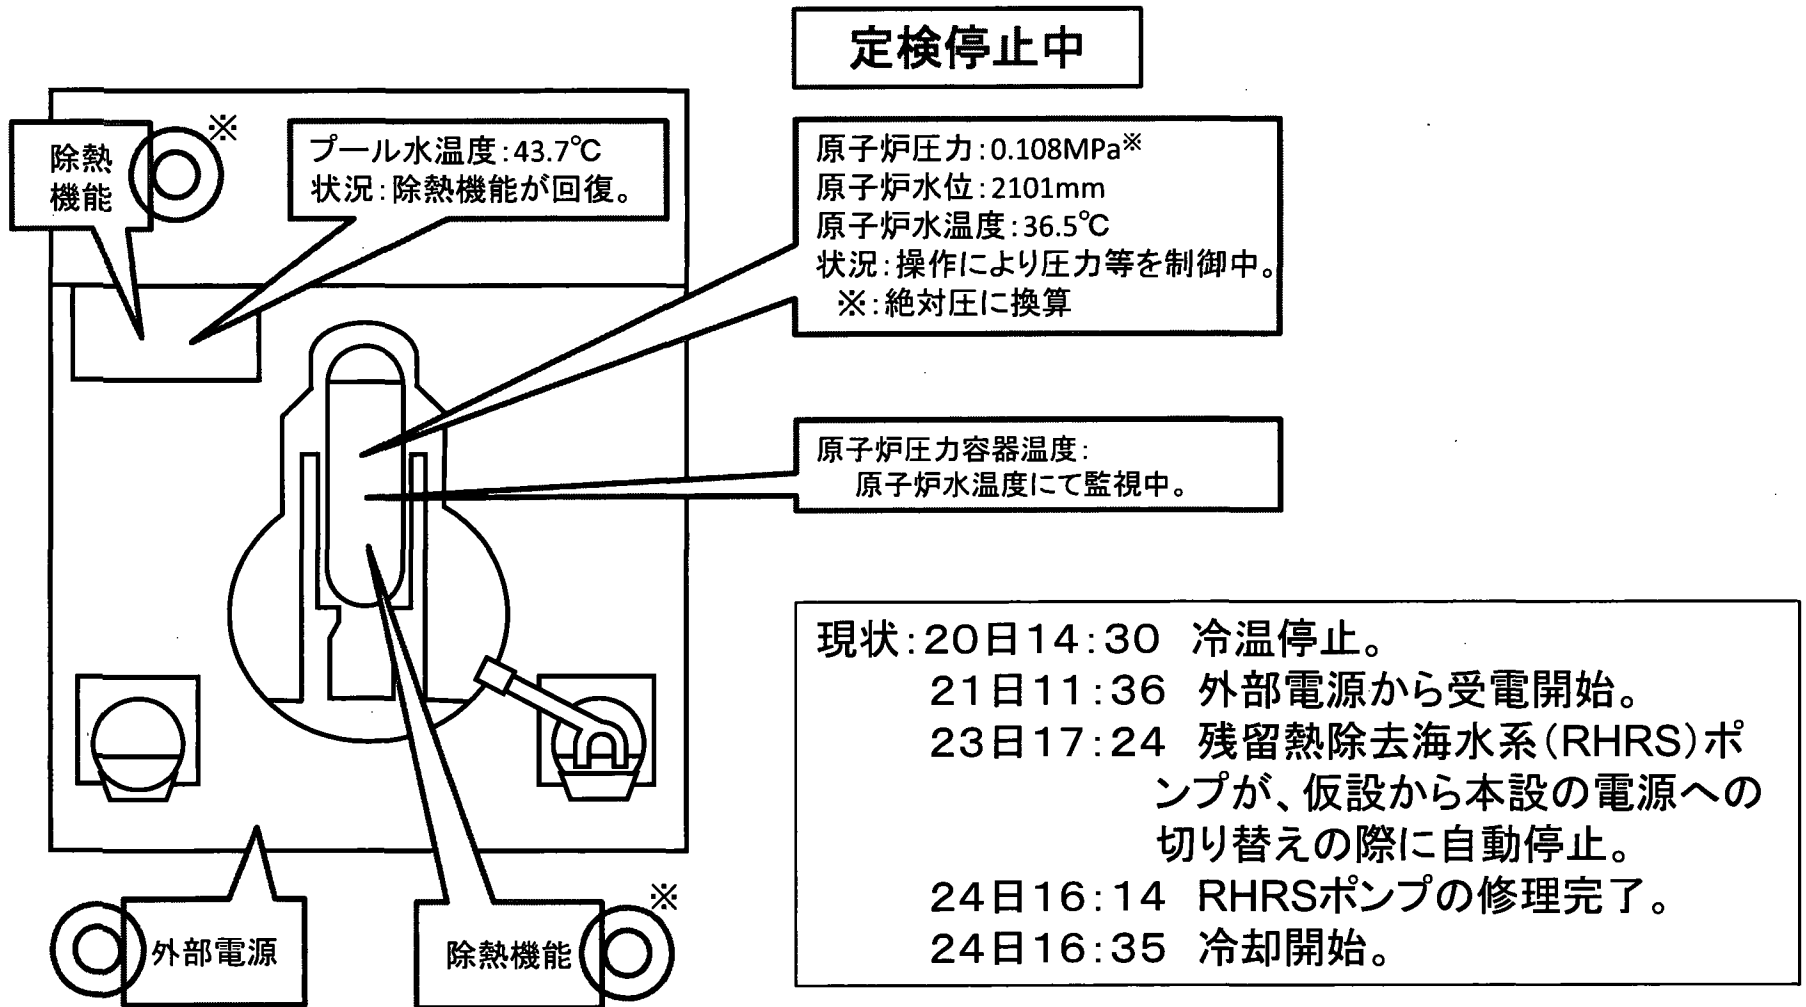 定検停止中
除熱
機能
※
プール水温度:43.7℃
状況:除熱機能が回復。
原子炉圧力:0.108MPa※
原子炉水位:2101mm
原子炉水温度:36.5℃
状況:操作により圧力等を制御中。
※:絶対圧に換算
原子炉圧力容器温度:
原子炉水温度にて監視中。
現状:20日14:30 冷温停止。
21日11:36 外部電源から受電開始。
23日17:24 残留熱除去海水系(RHRS)ポ
ンプが、仮設から本設の電源への
切り替えの際に自動停止。
24日16:14 RHRSポンプの修理完了。
24日16:35 冷却開始。
外部電源
除熱機能
※